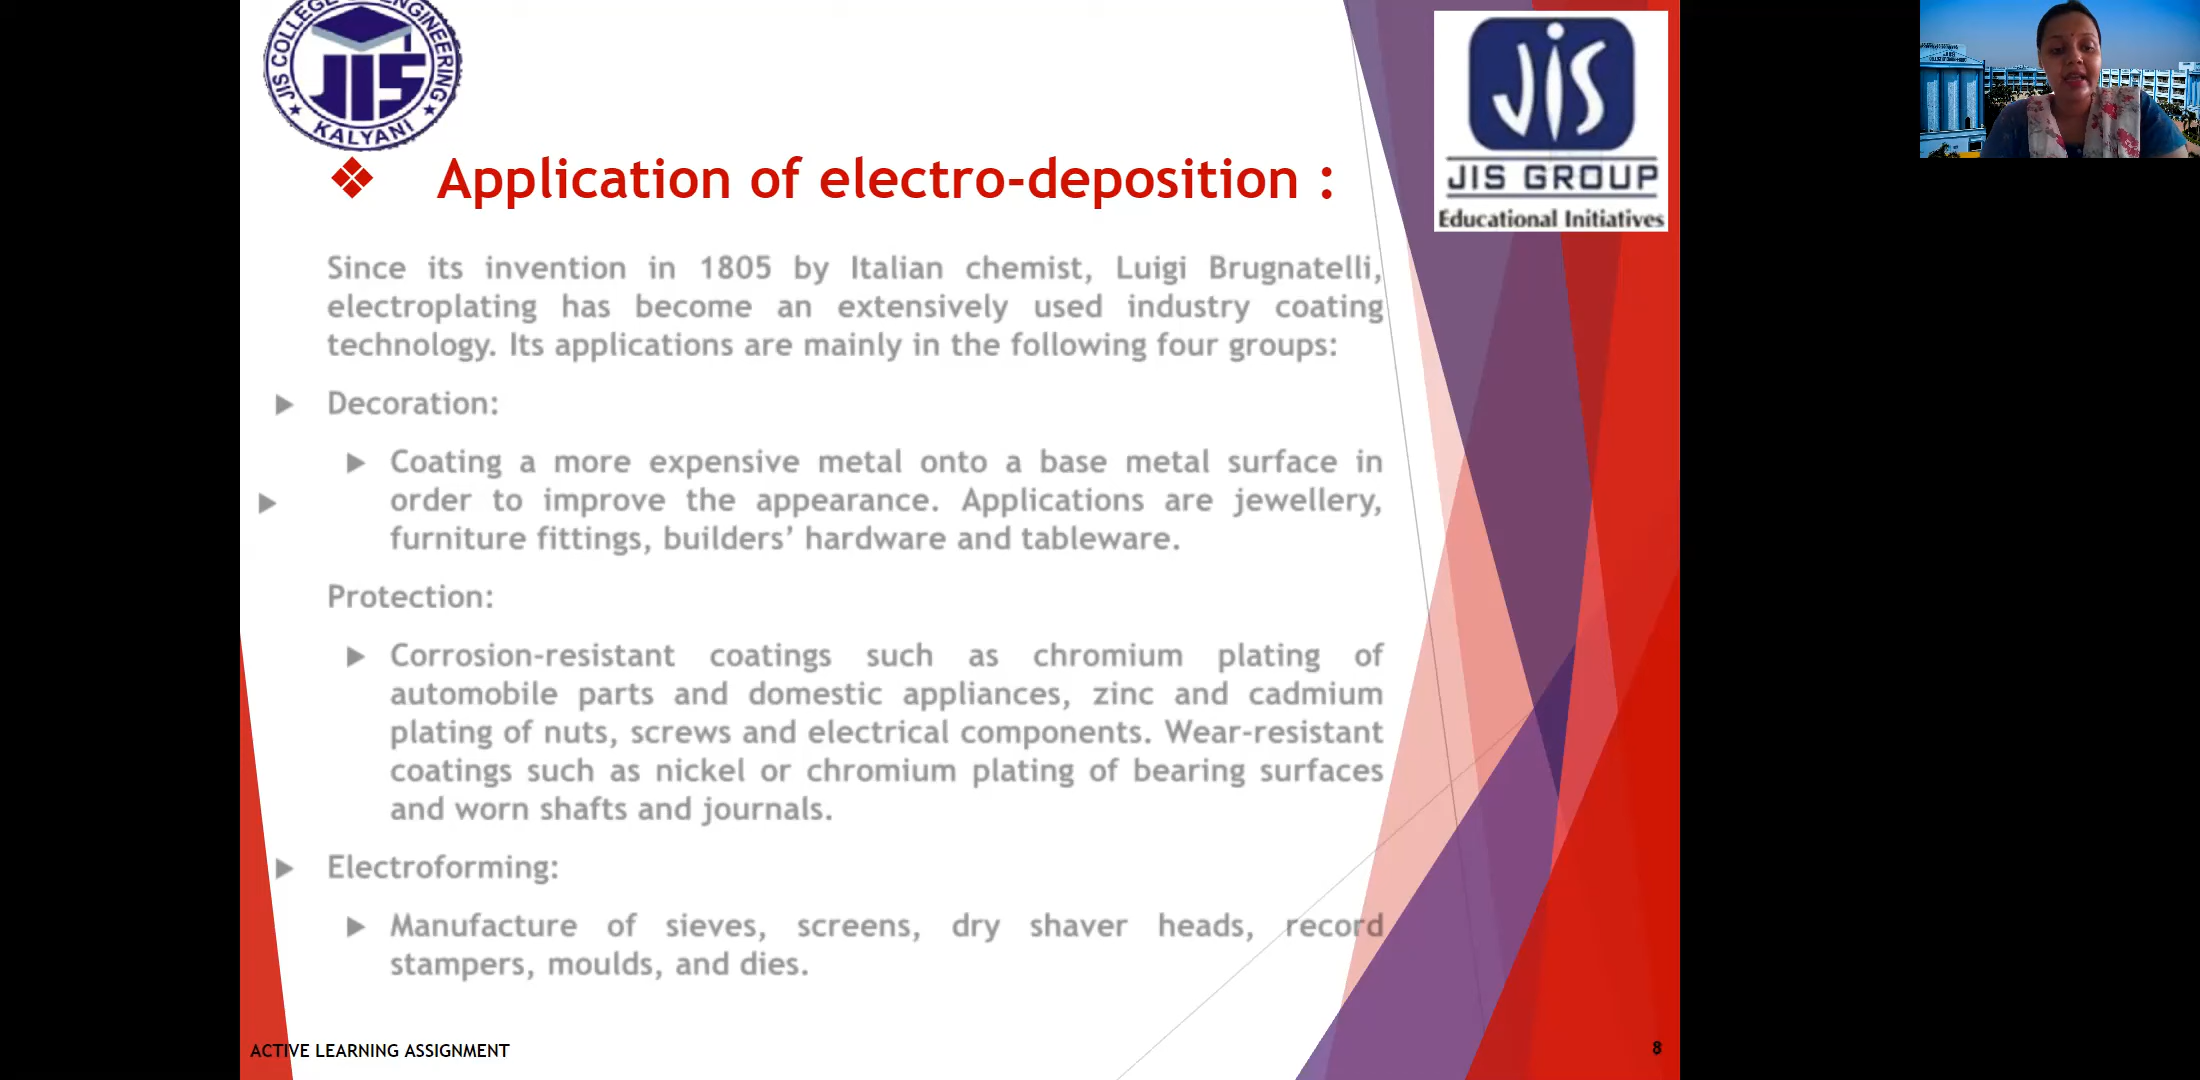 JIS COLLEGE OF ENGINEERING
JIS
KALYANI
JIS
JIS GROUP
Educational Initiatives
❖ Application of electro-deposition :
Since its invention in 1805 by Italian chemist, Luigi Brugnatelli,
electroplating has become an extensively used industry coating
technology. Its applications are mainly in the following four groups:
Decoration:
Coating a more expensive metal onto a base metal surface in
order to improve the appearance. Applications are jewellery,
furniture fittings, builders’ hardware and tableware.
Protection:
Corrosion-resistant coatings such as chromium plating of
automobile parts and domestic appliances, zinc and cadmium
plating of nuts, screws and electrical components. Wear-resistant
coatings such as nickel or chromium plating of bearing surfaces
and worn shafts and journals.
Electroforming:
Manufacture of sieves, screens, dry shaver heads, record
stampers, moulds, and dies.
ACTIVE LEARNING ASSIGNMENT
8